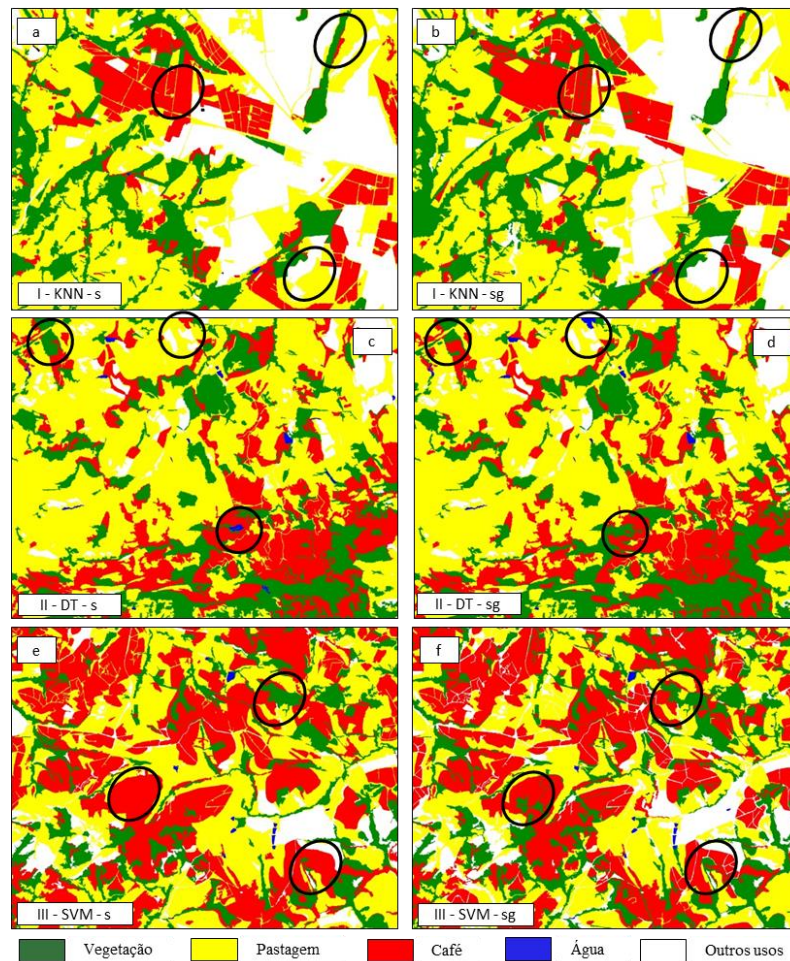 a
b
I - KNN - s
I - KNN - sg
c
d
II - DT - s
II - DT - sg
e
f
III - SVM - s
III - SVM - sg
Vegetação Pastagem Café Água Outros usos